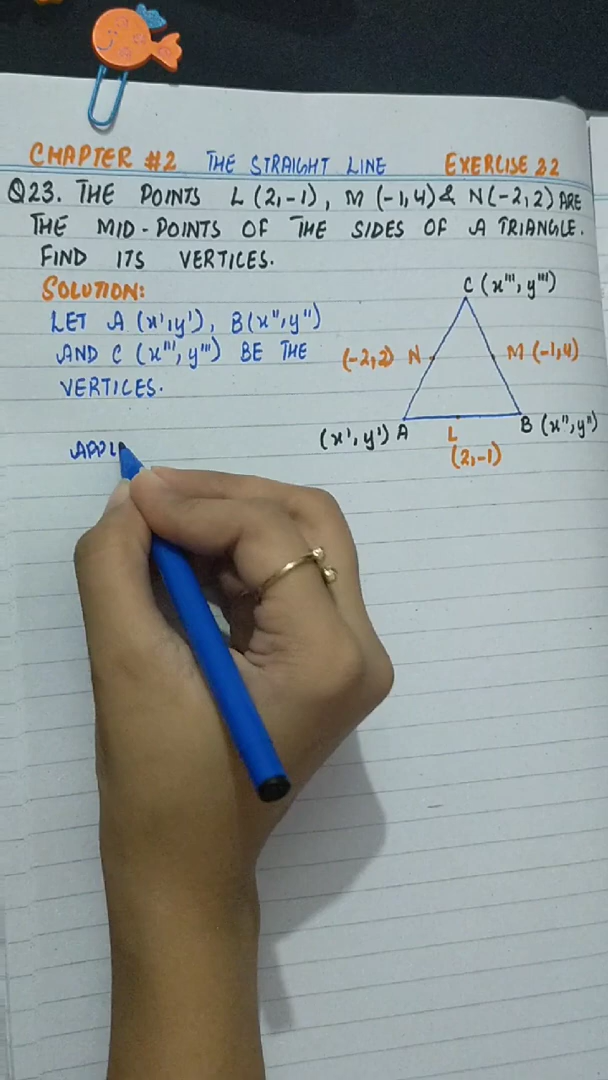 CHAPTER #2 THE STRAIGHT LINE EXERCISE 2.2
Q23. THE POINTS L (2,-1), M (-1,4) & N(-2,2) ARE
THE MID-POINTS OF THE SIDES OF A TRIANGLE.
FIND ITS VERTICES.
SOLUTION:
LET A (x',y'), B(x'',y'')
AND C (x''',y''') BE THE
VERTICES.
APPL
C (x''', y''')
(-2,2) N
M (-1,4)
(x', y') A
L
B (x'',y'')
(2,-1)